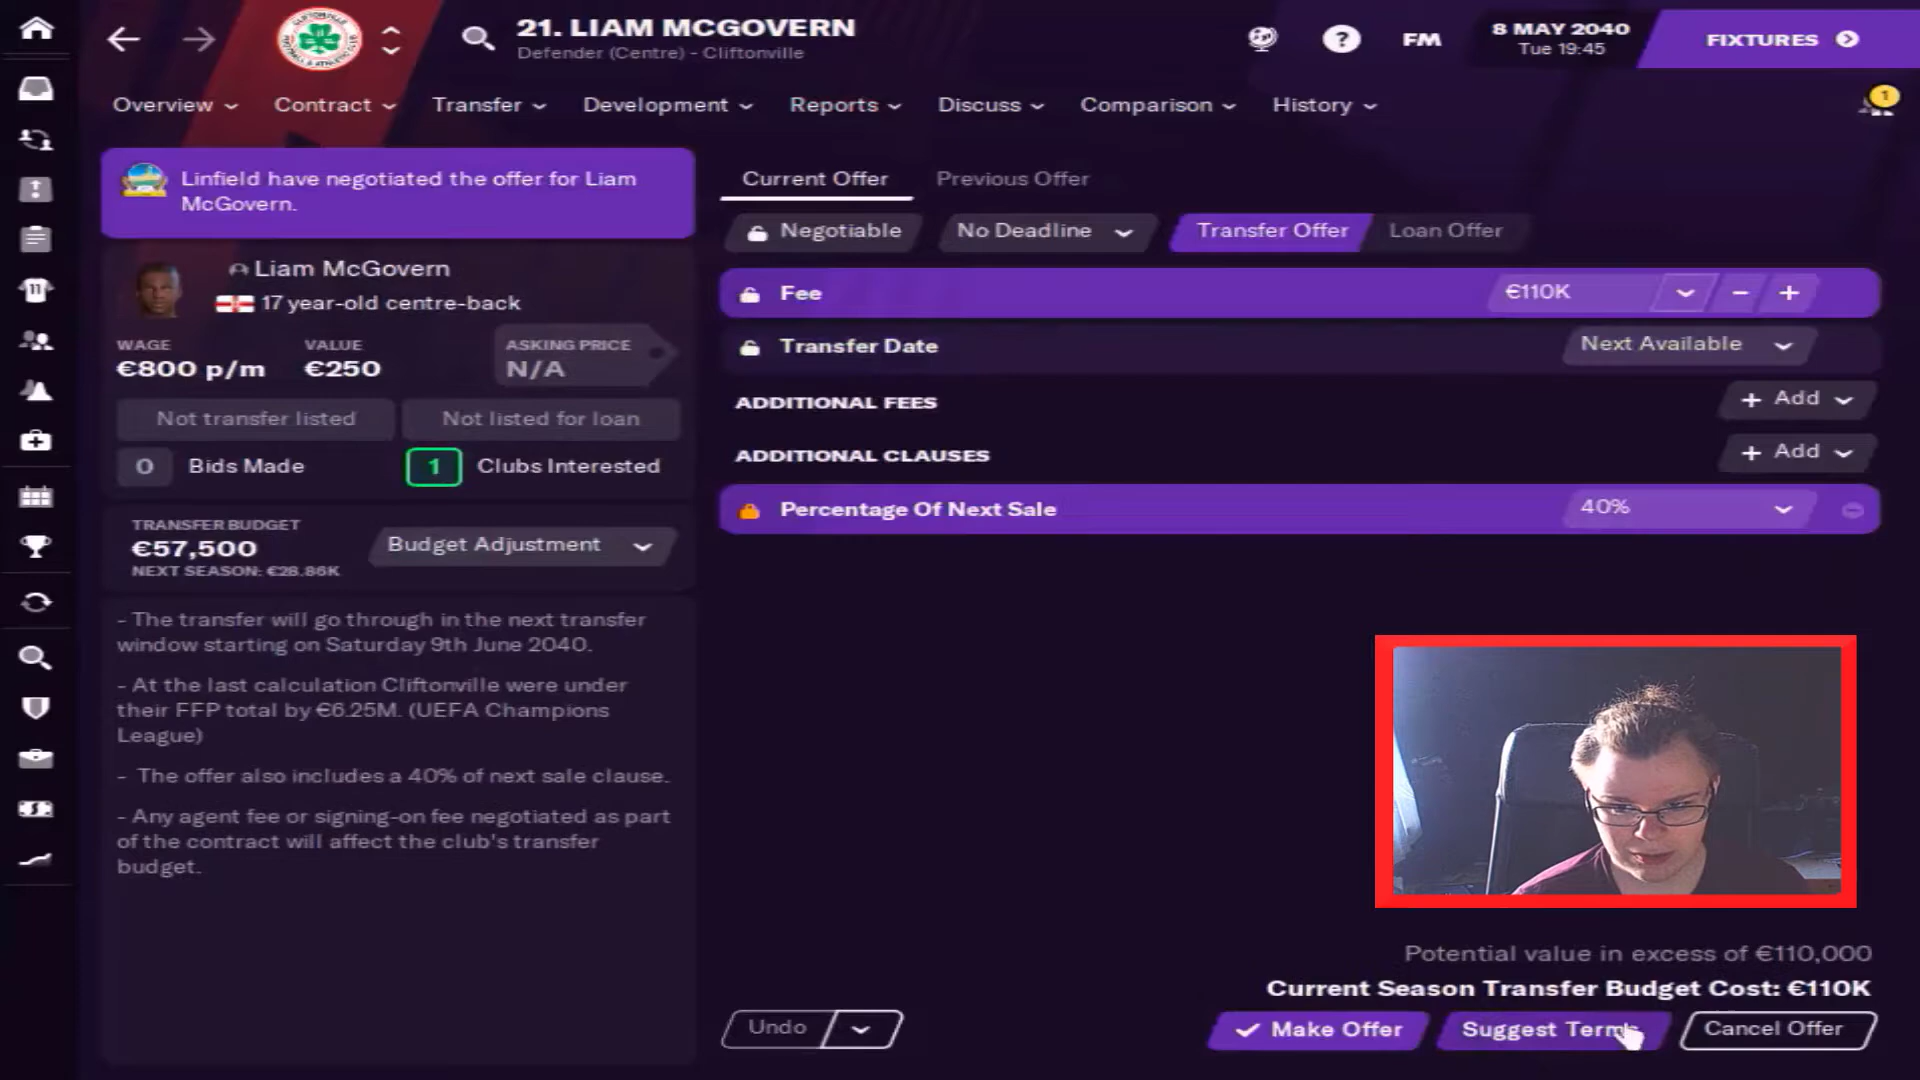 21. LIAM MCGOVERN
Defender (Centre) - Cliftonville
FM
8 MAY 2040
Tue 19:45
FIXTURES
Overview
Contract
Transfer
Development
Reports
Discuss
Comparison
History
1
Linfield have negotiated the offer for Liam
McGovern.
Liam McGovern
17 year-old centre-back
WAGE
€800 p/m
VALUE
€250
ASKING PRICE
N/A
Not transfer listed
Not listed for loan
0 Bids Made
1 Clubs Interested
TRANSFER BUDGET
€57,500
NEXT SEASON: €28.86K
Budget Adjustment
- The transfer will go through in the next transfer
window starting on Saturday 9th June 2040.
- At the last calculation Cliftonville were under
their FFP total by €6.25M. (UEFA Champions
League)
- The offer also includes a 40% of next sale clause.
- Any agent fee or signing-on fee negotiated as part
of the contract will affect the club's transfer
budget.
Current Offer
Previous Offer
Negotiable
No Deadline
Transfer Offer
Loan Offer
Fee
€110K
Transfer Date
Next Available
ADDITIONAL FEES
+ Add
ADDITIONAL CLAUSES
+ Add
Percentage Of Next Sale
40%
Potential value in excess of €110,000
Current Season Transfer Budget Cost: €110K
Undo
Make Offer
Suggest Terms
Cancel Offer
11